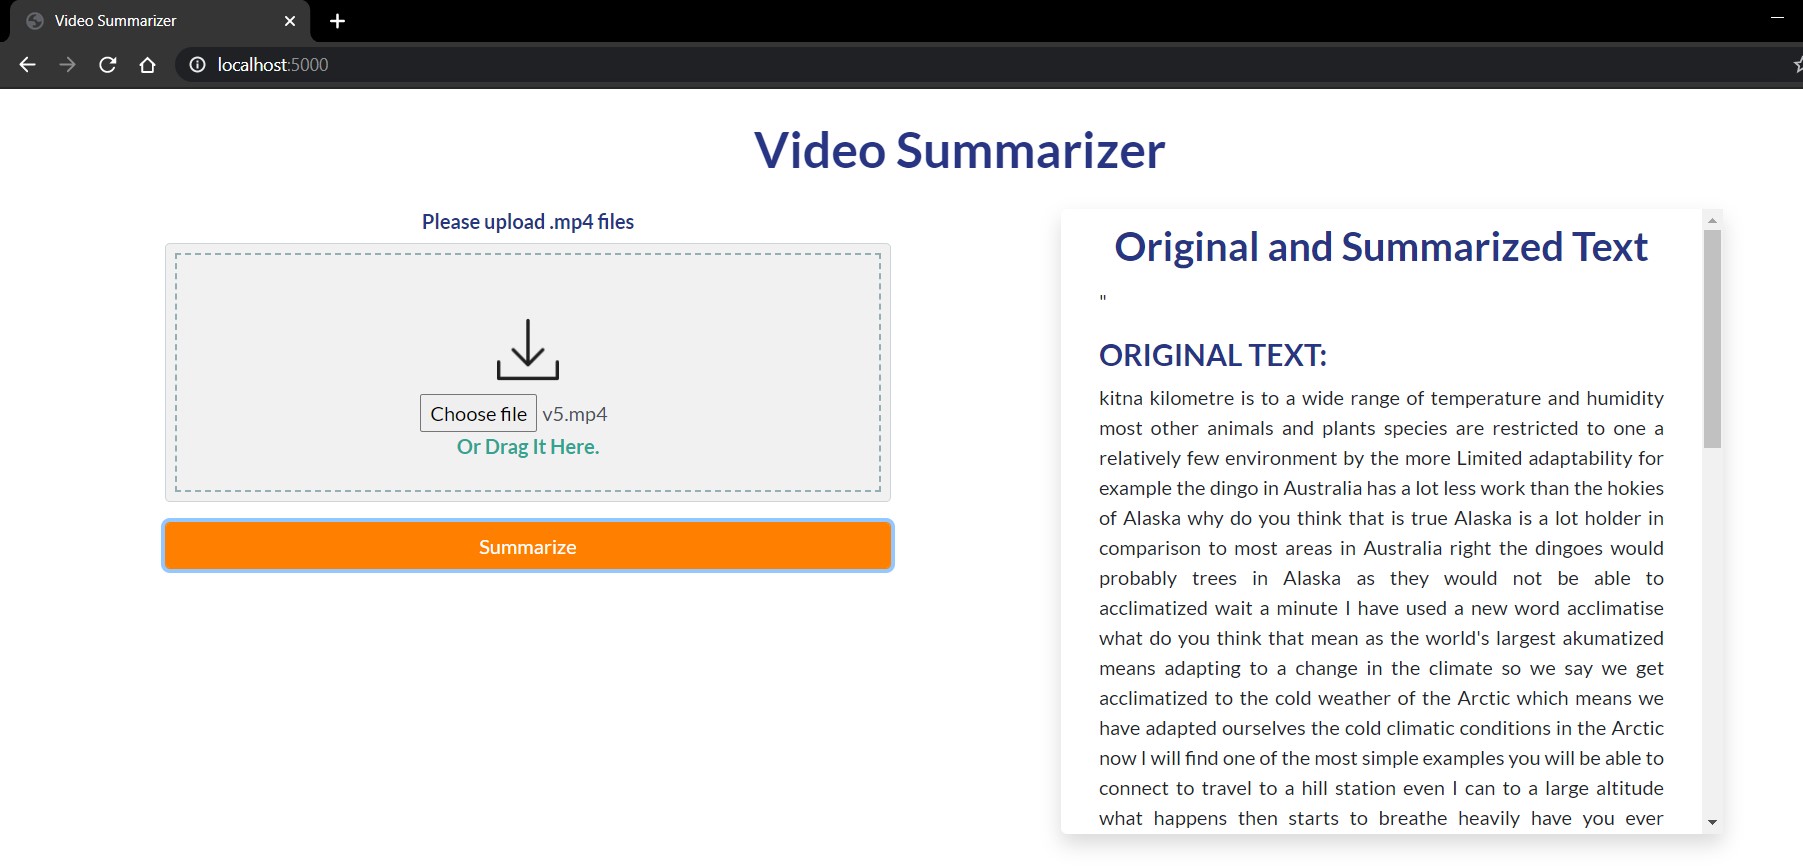 Video Summarizer
localhost:5000
Video Summarizer
Please upload .mp4 files
Choose file v5.mp4
Or Drag It Here.
Summarize
Original and Summarized Text
"
ORIGINAL TEXT:
kitna kilometre is to a wide range of temperature and humidity
most other animals and plants species are restricted to one a
relatively few environment by the more Limited adaptability for
example the dingo in Australia has a lot less work than the hokies
of Alaska why do you think that is true Alaska is a lot holder in
comparison to most areas in Australia right the dingoes would
probably trees in Alaska as they would not be able to
acclimatized wait a minute I have used a new word acclimatise
what do you think that mean as the world's largest akumatized
means adapting to a change in the climate so we say we get
acclimatized to the cold weather of the Arctic which means we
have adapted ourselves the cold climatic conditions in the Arctic
now I will find one of the most simple examples you will be able to
connect to travel to a hill station even I can to a large altitude
what happens then starts to breathe heavily have you ever